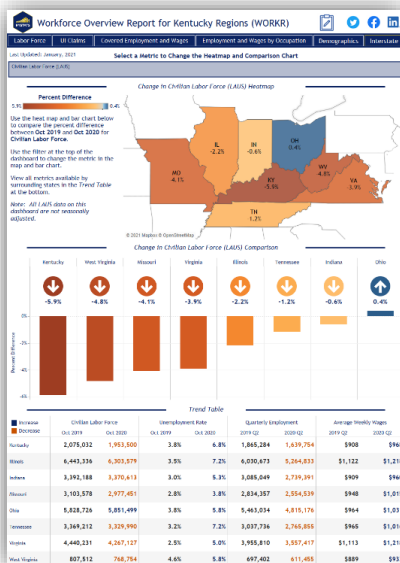 Workforce Overview Report for Kentucky Regions (WORKR)
Labor Force UI Claims Covered Employment and Wages Employment and Wages by Occupation Demographics Interstate
Last Updated: January, 2021
Select a Metric to Change the Heatmap and Comparison Chart
Civilian Labor Force (LAUS)
Change in Civilian Labor Force (LAUS) Heatmap
Percent Difference
-5.9% 0.4%
Use the heat map and bar chart below
to compare the percent difference
between Oct 2019 and Oct 2020 for
Civilian Labor Force.
Use the filter at the top of the
dashboard to change the metric in the
map and bar chart.
View all metrics available by
surrounding states in the Trend Table
at the bottom.
Note: All LAUS data on this
dashboard are not seasonally
adjusted.
IL
-2.2%
IN
-0.6%
OH
0.4%
MO
-4.1%
KY
-5.9%
WV
-4.8%
VA
-3.9%
TN
-1.2%
© 2021 Mapbox © OpenStreetMap
Change in Civilian Labor Force (LAUS) Comparison
Kentucky West Virginia Missouri Virginia Illinois Tennessee Indiana Ohio
-5.9% -4.8% -4.1% -3.9% -2.2% -1.2% -0.6% 0.4%
Percent Difference
0%
-2%
-4%
-6%
Trend Table
Increase
Decrease
Civilian Labor Force Unemployment Rate Quarterly Employment Average Weekly Wages
Oct 2019 Oct 2020 Oct 2019 Oct 2020 2019 Q2 2020 Q2 2019 Q2 2020 Q2
Kentucky 2,075,032 1,953,500 3.8% 6.8% 1,865,284 1,639,754 $908
Illinois 6,443,336 6,303,579 3.5% 7.2% 6,030,673 5,264,833 $1,122
Indiana 3,392,188 3,370,613 3.0% 5.3% 3,085,049 2,739,391 $909
Missouri 3,103,578 2,977,451 2.8% 3.8% 2,834,357 2,554,539 $948
Ohio 5,828,726 5,851,499 3.8% 5.8% 5,463,034 4,815,176 $964
Tennessee 3,369,212 3,329,990 3.2% 7.2% 3,037,736 2,765,855 $965
Virginia 4,440,231 4,267,127 2.5% 5.0% 3,955,810 3,557,417 $1,113
West Virginia 807,512 768,754 4.6% 5.8% 697,402 611,455 $889